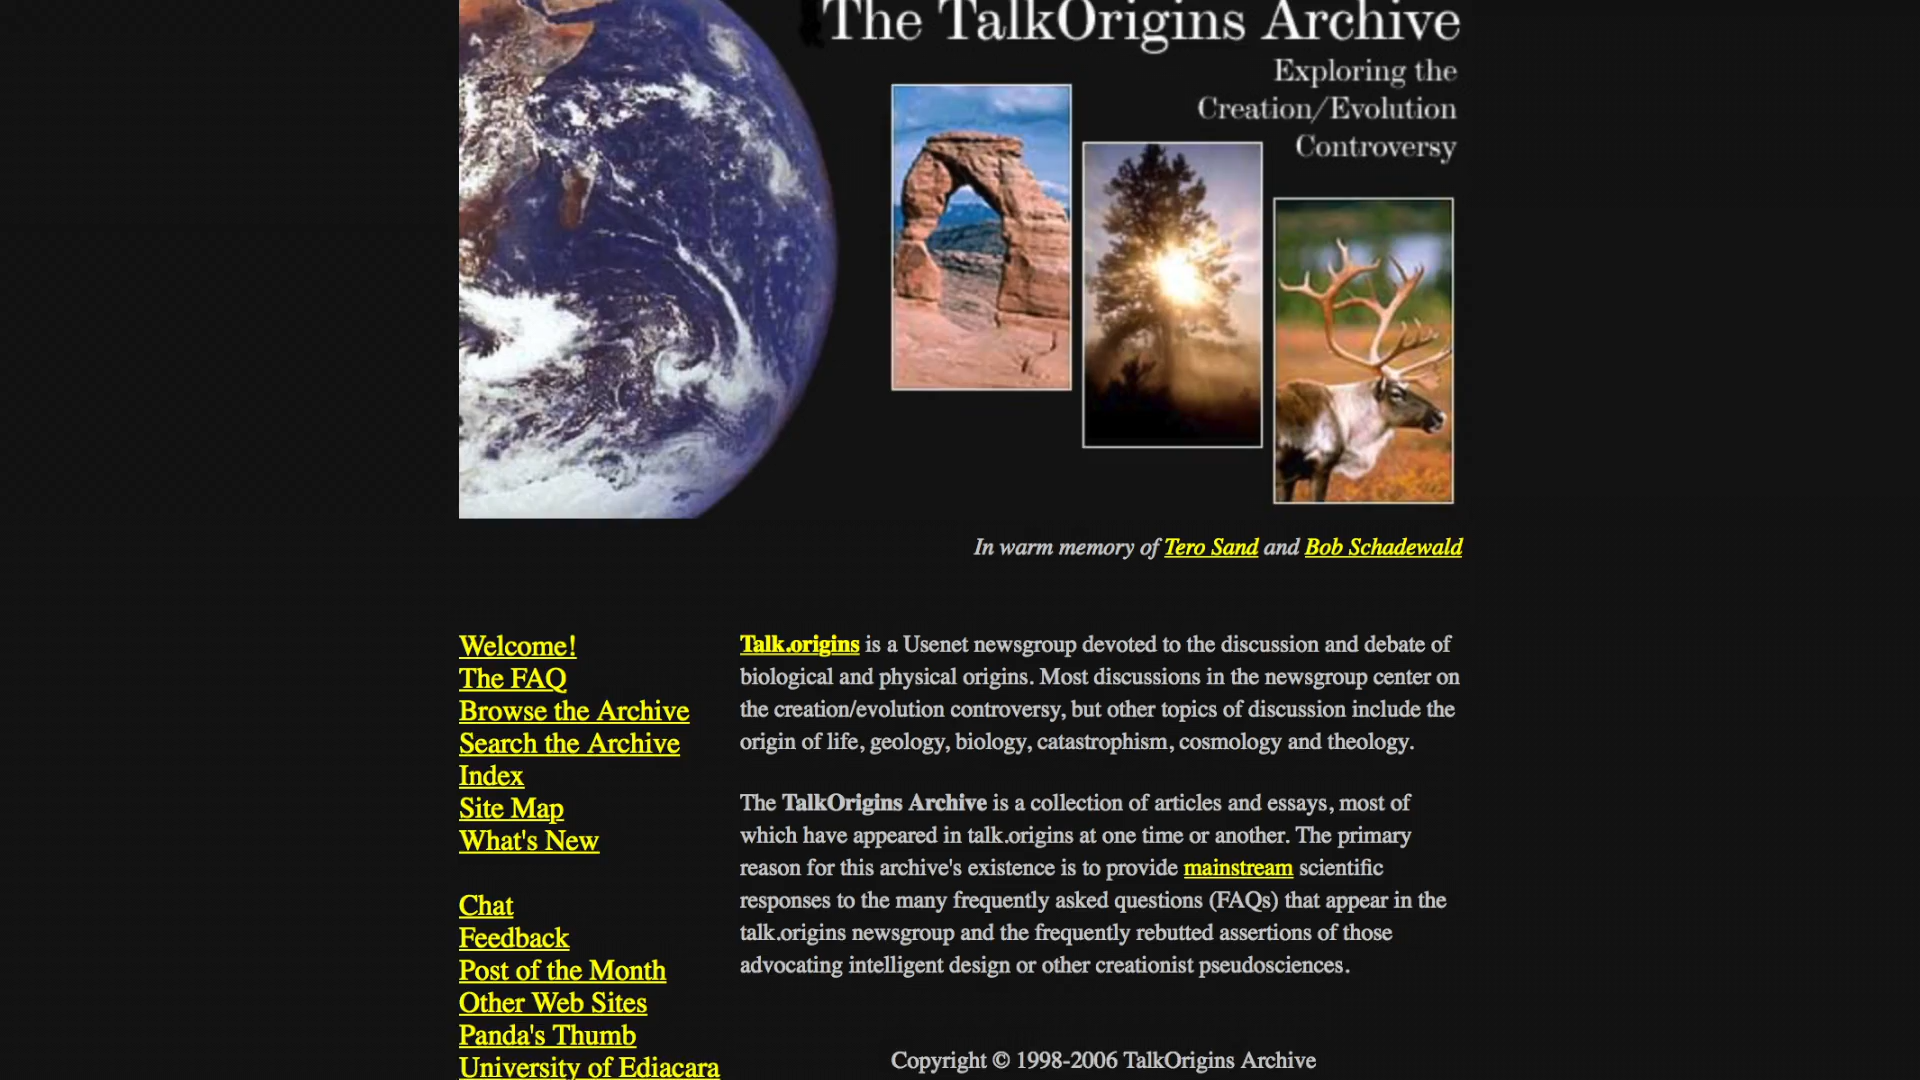 The TalkOrigins Archive
Exploring the
Creation/Evolution
Controversy
In warm memory of Tero Sand and Bob Schadewald
Welcome!
The FAQ
Browse the Archive
Search the Archive
Index
Site Map
What's New
Chat
Feedback
Post of the Month
Other Web Sites
Panda's Thumb
University of Ediacara
Talk.origins is a Usenet newsgroup devoted to the discussion and debate of
biological and physical origins. Most discussions in the newsgroup center on
the creation/evolution controversy, but other topics of discussion include the
origin of life, geology, biology, catastrophism, cosmology and theology.
The TalkOrigins Archive is a collection of articles and essays, most of
which have appeared in talk.origins at one time or another. The primary
reason for this archive's existence is to provide mainstream scientific
responses to the many frequently asked questions (FAQs) that appear in the
talk.origins newsgroup and the frequently rebutted assertions of those
advocating intelligent design or other creationist pseudosciences.
Copyright © 1998-2006 TalkOrigins Archive